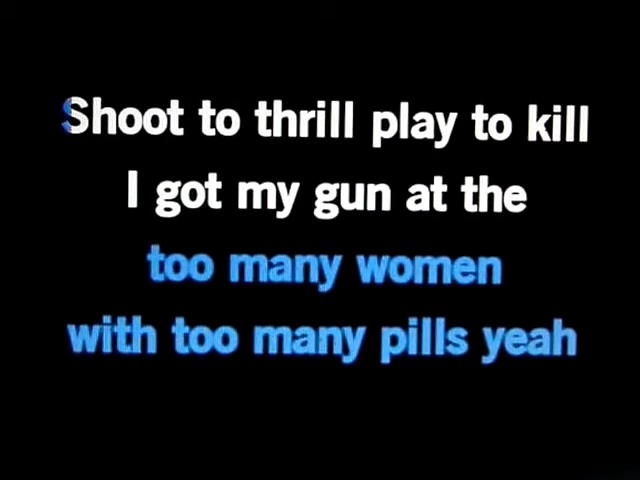 Shoot to thrill play to kill
I got my gun at the
too many women
with too many pills yeah